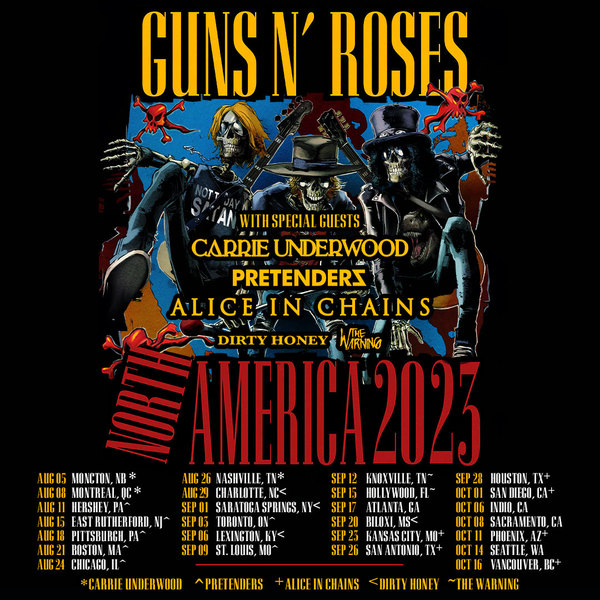 GUNS N' ROSES
NOT TODAY
SATAN
WITH SPECIAL GUESTS
CARRIE UNDERWOOD
PRETENDERS
ALICE IN CHAINS
DIRTY HONEY THE WARNING
NORTH
AMERICA 2023
AUG 05 MONCTON, NB *
AUG 08 MONTREAL, QC *
AUG 11 HERSHEY, PA^
AUG 15 EAST RUTHERFORD, NJ^
AUG 18 PITTSBURGH, PA^
AUG 21 BOSTON, MA^
AUG 24 CHICAGO, IL^
AUG 26 NASHVILLE, TN*
AUG 29 CHARLOTTE, NC<
SEP 01 SARATOGA SPRINGS, NY<
SEP 03 TORONTO, ON^
SEP 06 LEXINGTON, KY<
SEP 09 ST. LOUIS, MO^
SEP 12 KNOXVILLE, TN~
SEP 15 HOLLYWOOD, FL~
SEP 17 ATLANTA, GA
SEP 20 BILOXI, MS<
SEP 23 KANSAS CITY, MO+
SEP 26 SAN ANTONIO, TX+
SEP 28 HOUSTON, TX+
OCT 01 SAN DIEGO, CA+
OCT 06 INDIO, CA
OCT 08 SACRAMENTO, CA
OCT 11 PHOENIX, AZ+
OCT 14 SEATTLE, WA
OCT 16 VANCOUVER, BC+
*CARRIE UNDERWOOD ^PRETENDERS +ALICE IN CHAINS <DIRTY HONEY ~THE WARNING